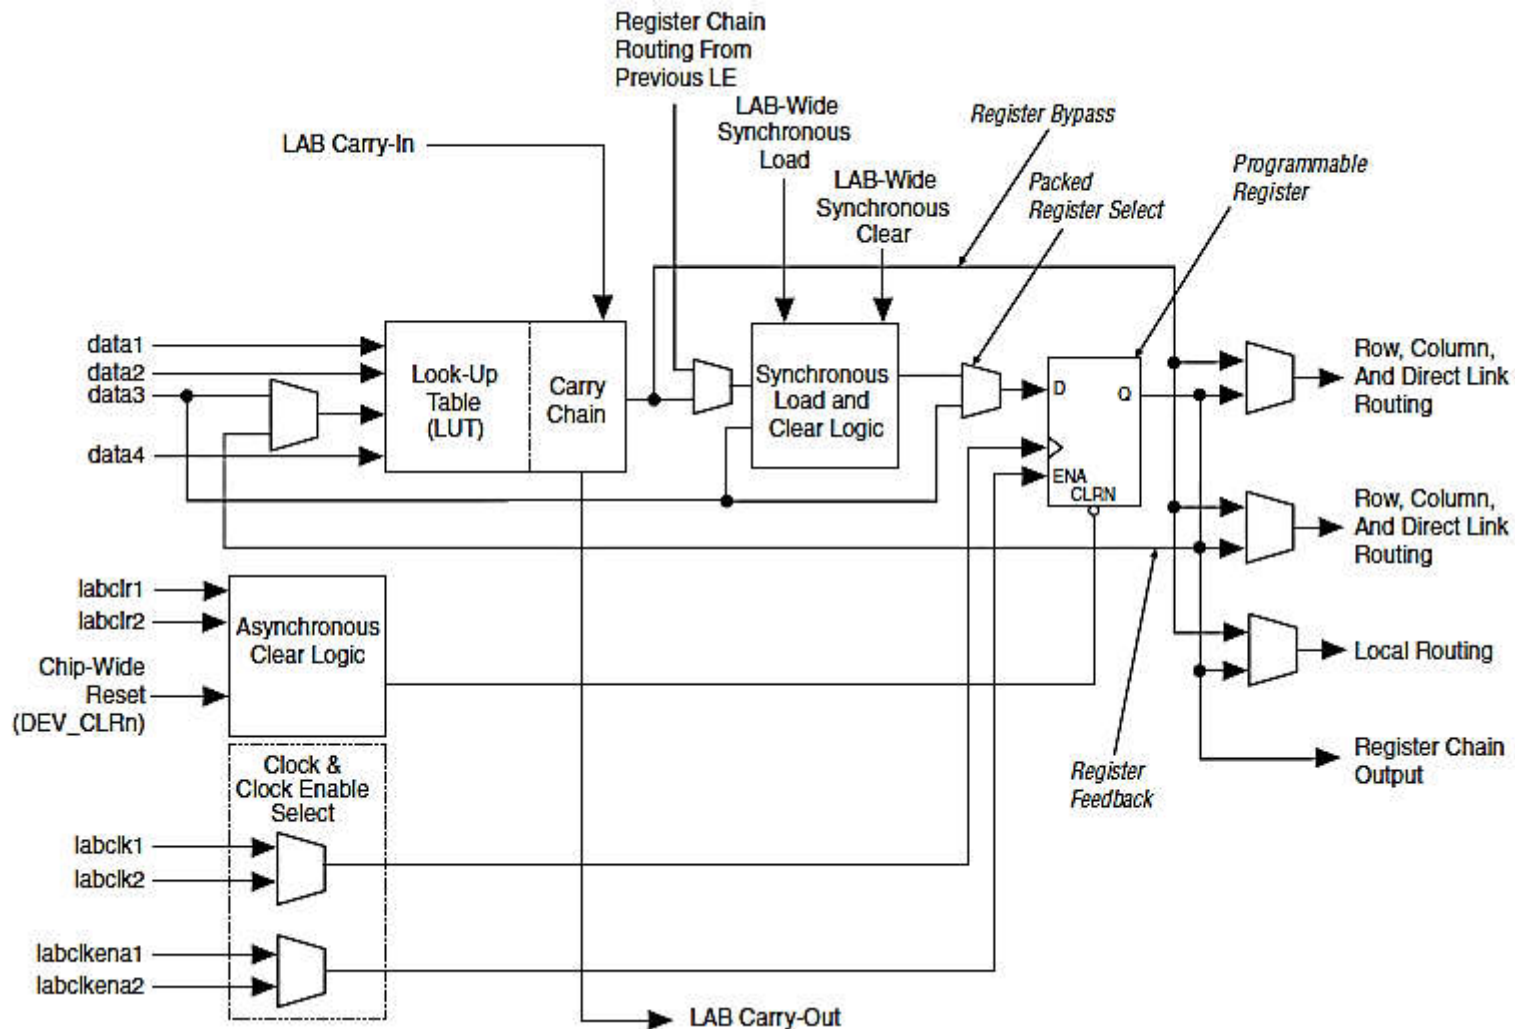 Register Chain
Routing From
Previous LE
LAB-Wide
Synchronous
Load
Register Bypass
LAB Carry-In
Programmable
Register
LAB-Wide
Synchronous
Clear
Packed
Register Select
data1
data2
data3
data4
Look-Up
Table
(LUT)
Carry
Chain
Synchronous
Load and
Clear Logic
D
Q
ENA
CLRN
Row, Column,
And Direct Link
Routing
Row, Column,
And Direct Link
Routing
labclr1
labclr2
Chip-Wide
Reset
(DEV_CLRn)
Asynchronous
Clear Logic
Local Routing
Register Chain
Output
Register
Feedback
Clock &
Clock Enable
Select
labclk1
labclk2
labclkena1
labclkena2
LAB Carry-Out